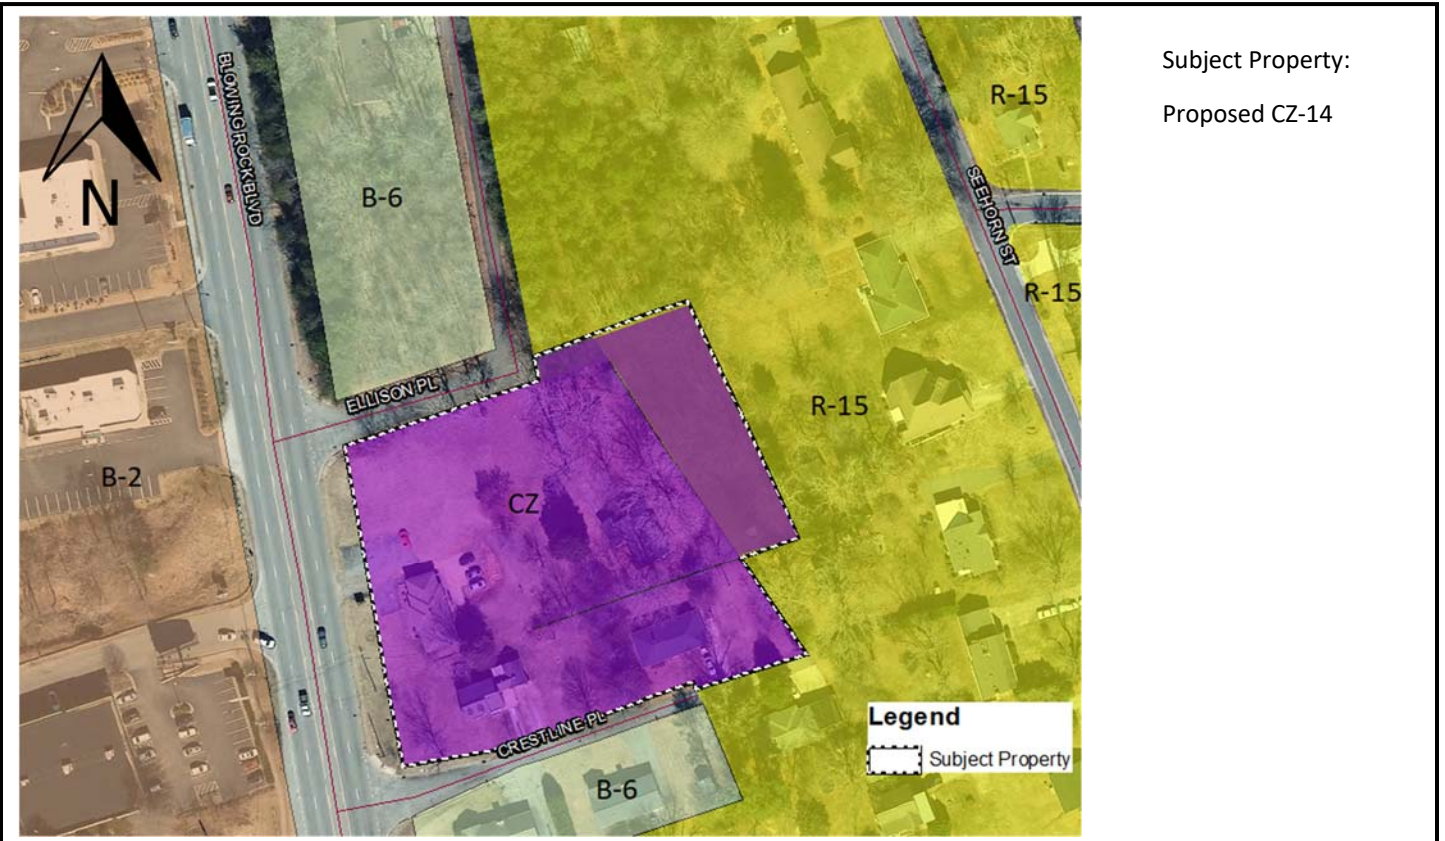 Subject Property:
Proposed CZ-14
BLOWING ROCK BLVD
N
B-6
R-15
SEEHORN ST
R-15
ELLISON PL
R-15
B-2
CZ
CRESTLINE PL
B-6
Legend
Subject Property